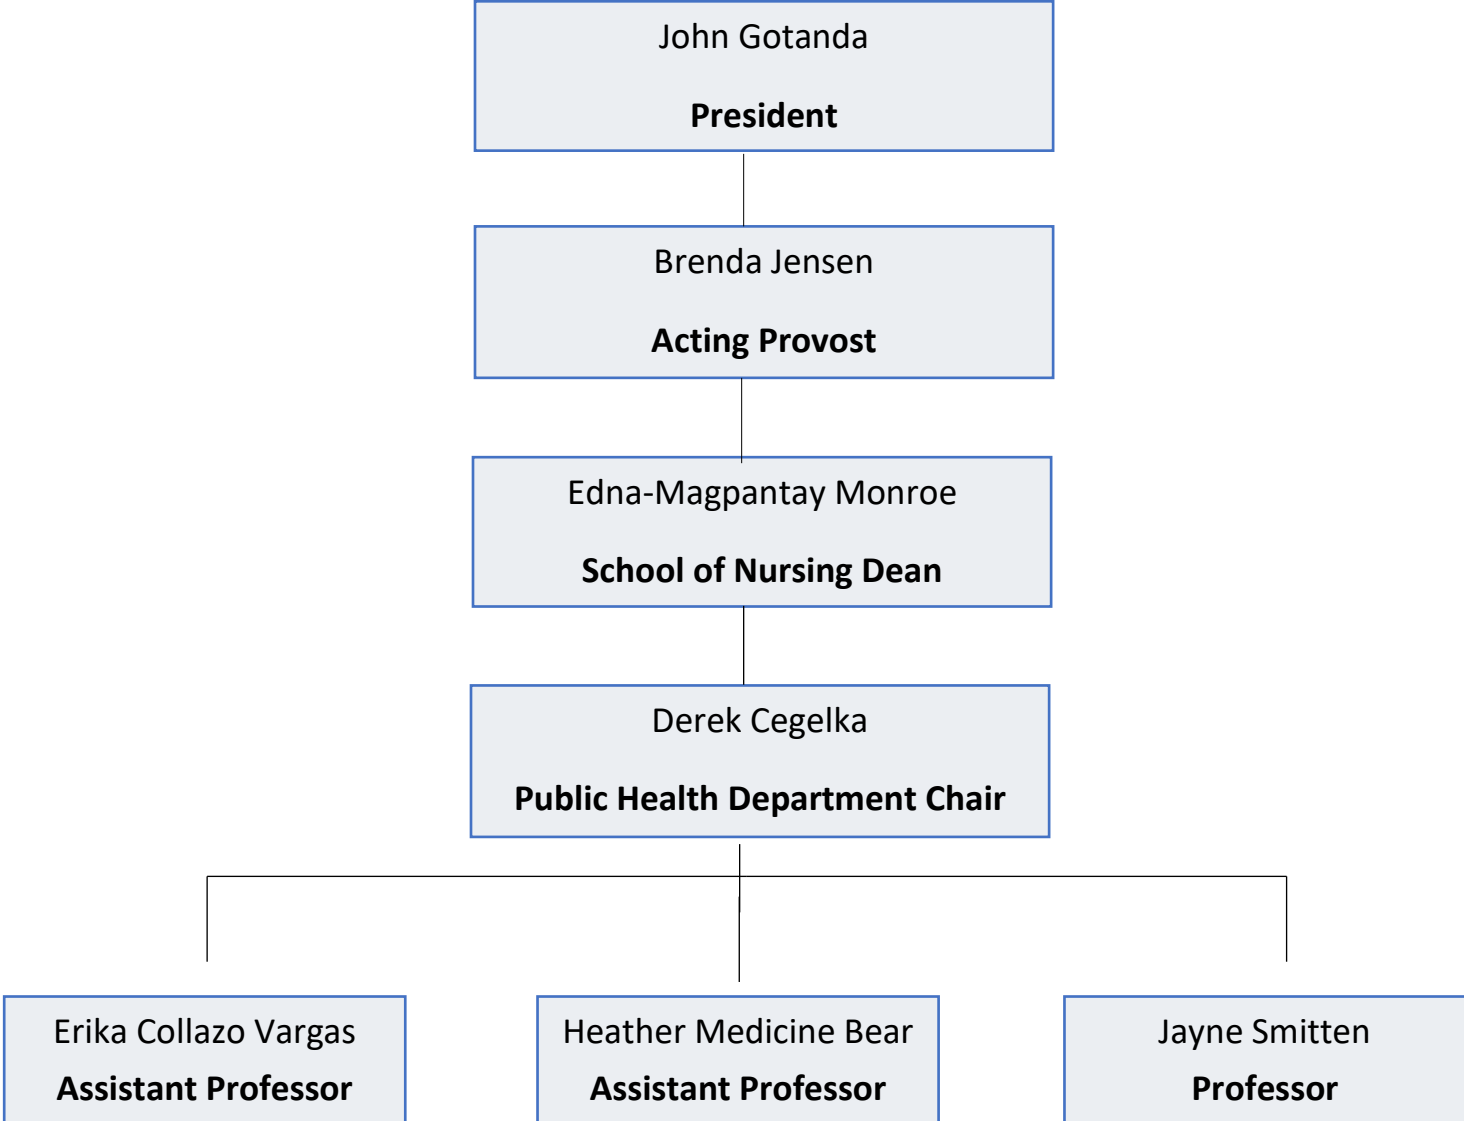 John Gotanda
President
Brenda Jensen
Acting Provost
Edna-Magpantay Monroe
School of Nursing Dean
Derek Cegelka
Public Health Department Chair
Erika Collazo Vargas
Assistant Professor
Heather Medicine Bear
Assistant Professor
Jayne Smitten
Professor